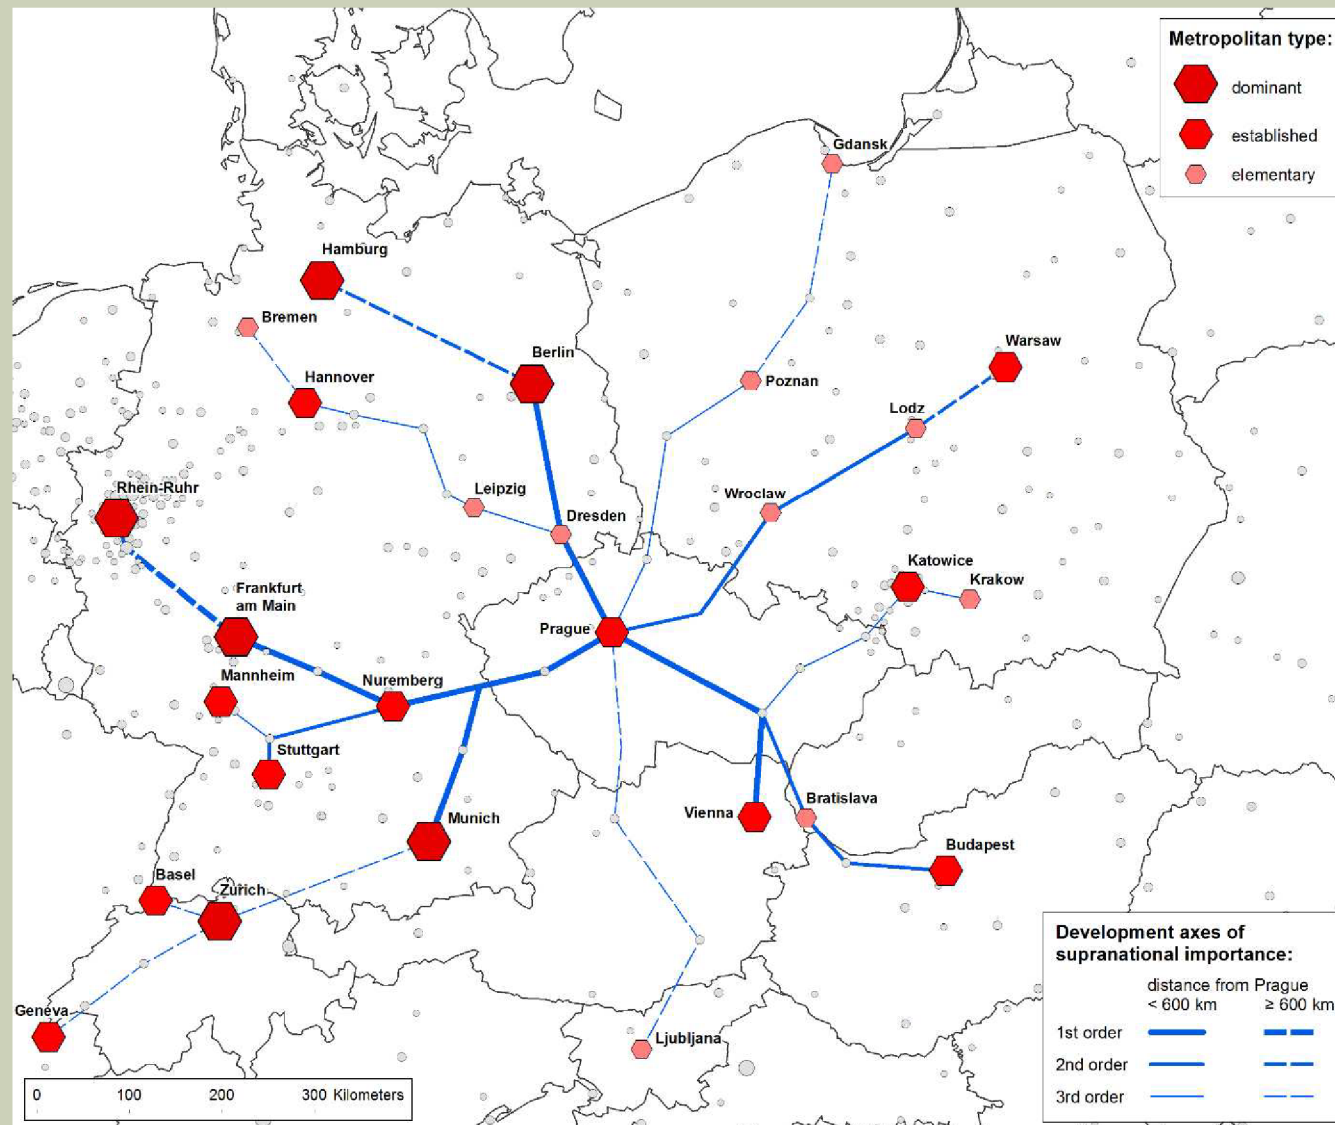 Metropolitan type:
dominant
established
elementary
Gdansk
Hamburg
Bremen
Berlin
Warsaw
Hannover
Poznan
Lodz
Rhein-Ruhr
Leipzig
Wroclaw
Dresden
Katowice
Krakow
Frankfurt
am Main
Prague
Mannheim
Nuremberg
Stuttgart
Munich
Vienna
Bratislava
Budapest
Basel
Zürich
Geneva
Ljubljana
Development axes of
supranational importance:
distance from Prague
< 600 km ≥ 600 km
1st order
2nd order
3rd order
0 100 200 300 Kilometers